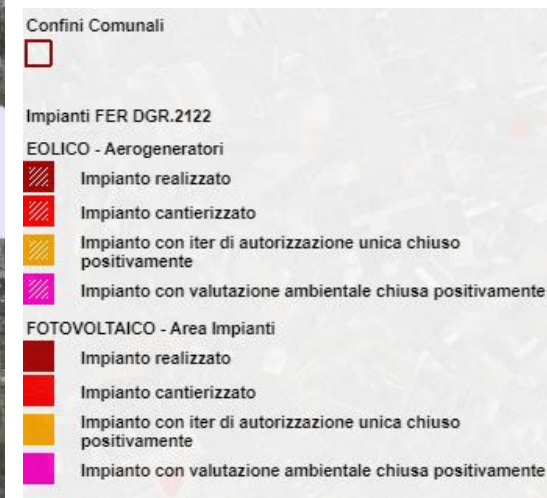 Confini Comunali
Impianti FER DGR.2122
EOLICO - Aerogeneratori
Impianto realizzato
Impianto cantierizzato
Impianto con iter di autorizzazione unica chiuso
positivamente
Impianto con valutazione ambientale chiusa positivamente
FOTOVOLTAICO - Area Impianti
Impianto realizzato
Impianto cantierizzato
Impianto con iter di autorizzazione unica chiuso
positivamente
Impianto con valutazione ambientale chiusa positivamente